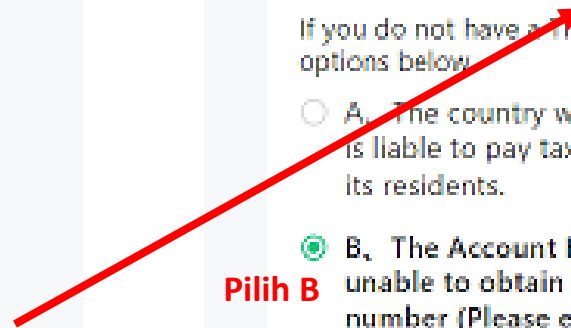 If you do not have a
options below
A、The country
is liable to pay
its residents.
B、The Account
Pilih B
unable to obtain
number (Please